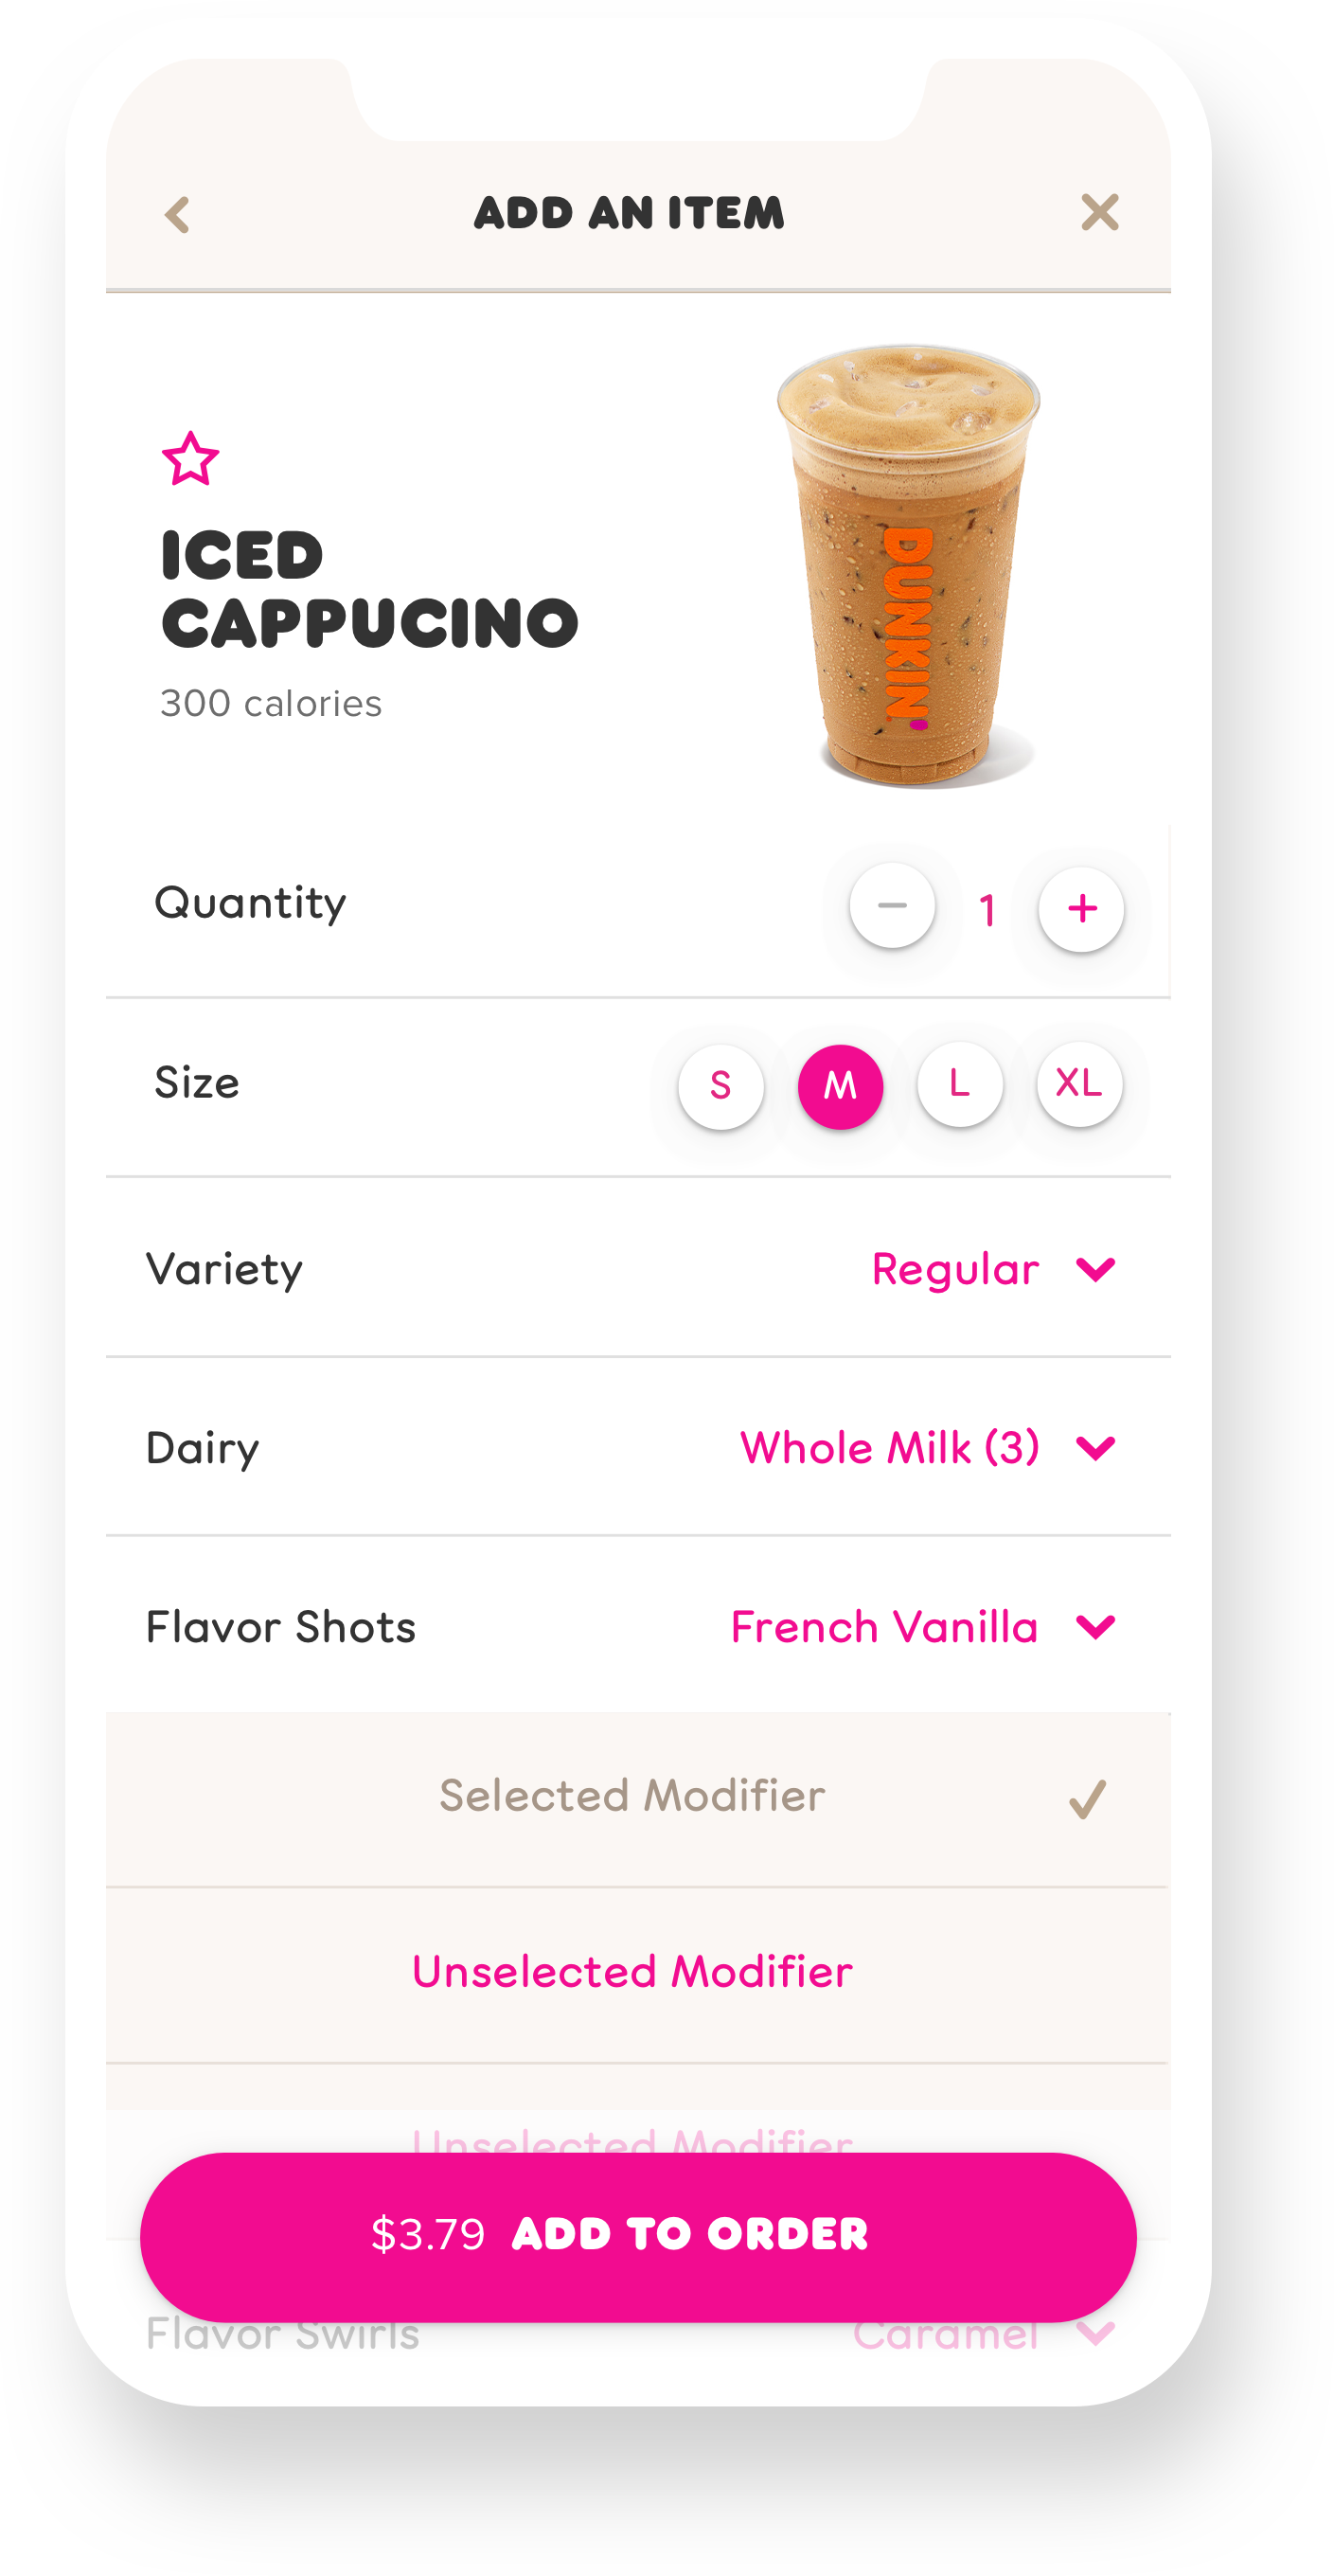 ADD AN ITEM
ICED
CAPPUCINO
300 calories
DUNKIN'
Quantity
1
Size
S M L XL
Variety
Regular
Dairy
Whole Milk (3)
Flavor Shots
French Vanilla
Selected Modifier
Unselected Modifier
Unselected Modifier
$3.79 ADD TO ORDER
Flavor Swirls
Caramel